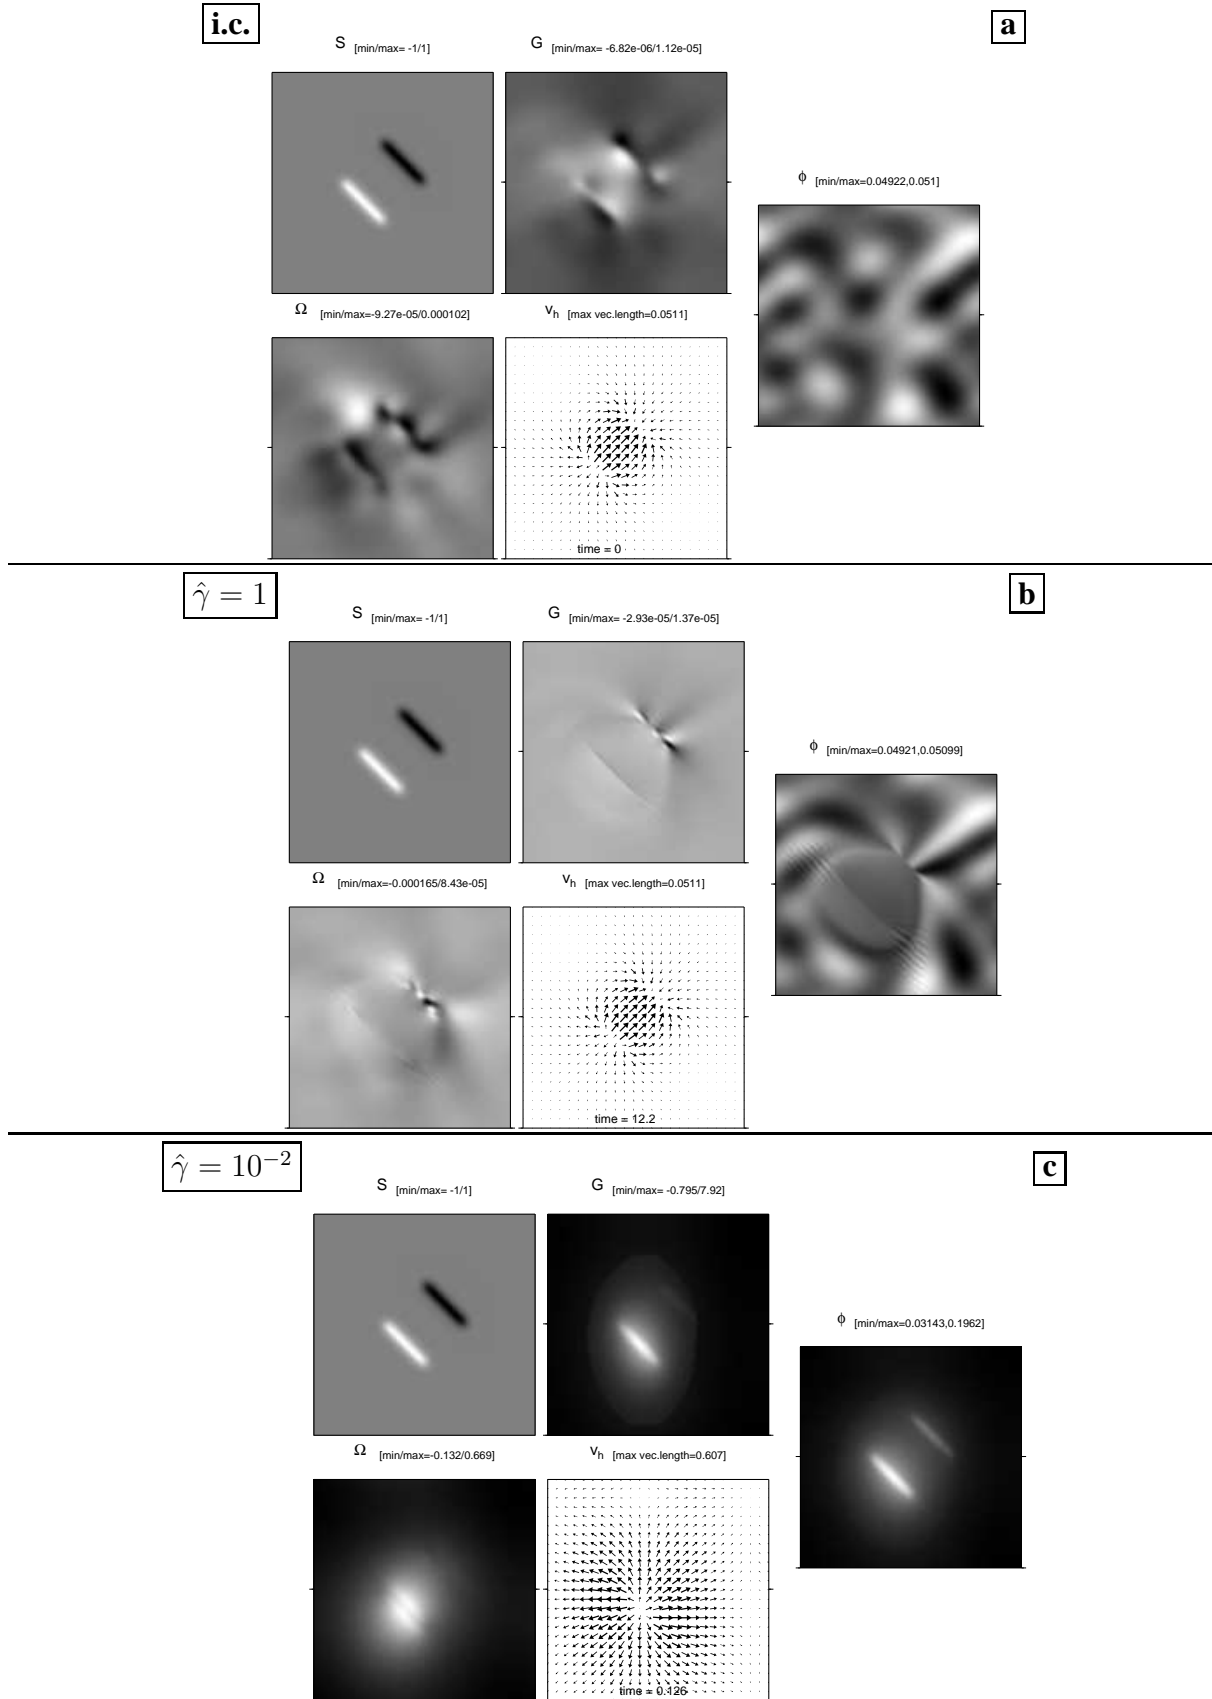 i.c.
a
S [min/max= -1/1]
G [min/max= -6.82e-06/1.12e-05]
ϕ [min/max=0.04922,0.051]
Ω [min/max=-9.27e-05/0.000102]
v_h [max vec.length=0.0511]
time = 0
γ̂ = 1
b
S [min/max= -1/1]
G [min/max= -2.93e-05/1.37e-05]
ϕ [min/max=0.04921,0.05099]
Ω [min/max=-0.000165/8.43e-05]
v_h [max vec.length=0.0511]
time = 12.2
γ̂ = 10⁻²
c
S [min/max= -1/1]
G [min/max= -0.795/7.92]
ϕ [min/max=0.03143,0.1962]
Ω [min/max=-0.132/0.669]
v_h [max vec.length=0.607]
time = 0.126